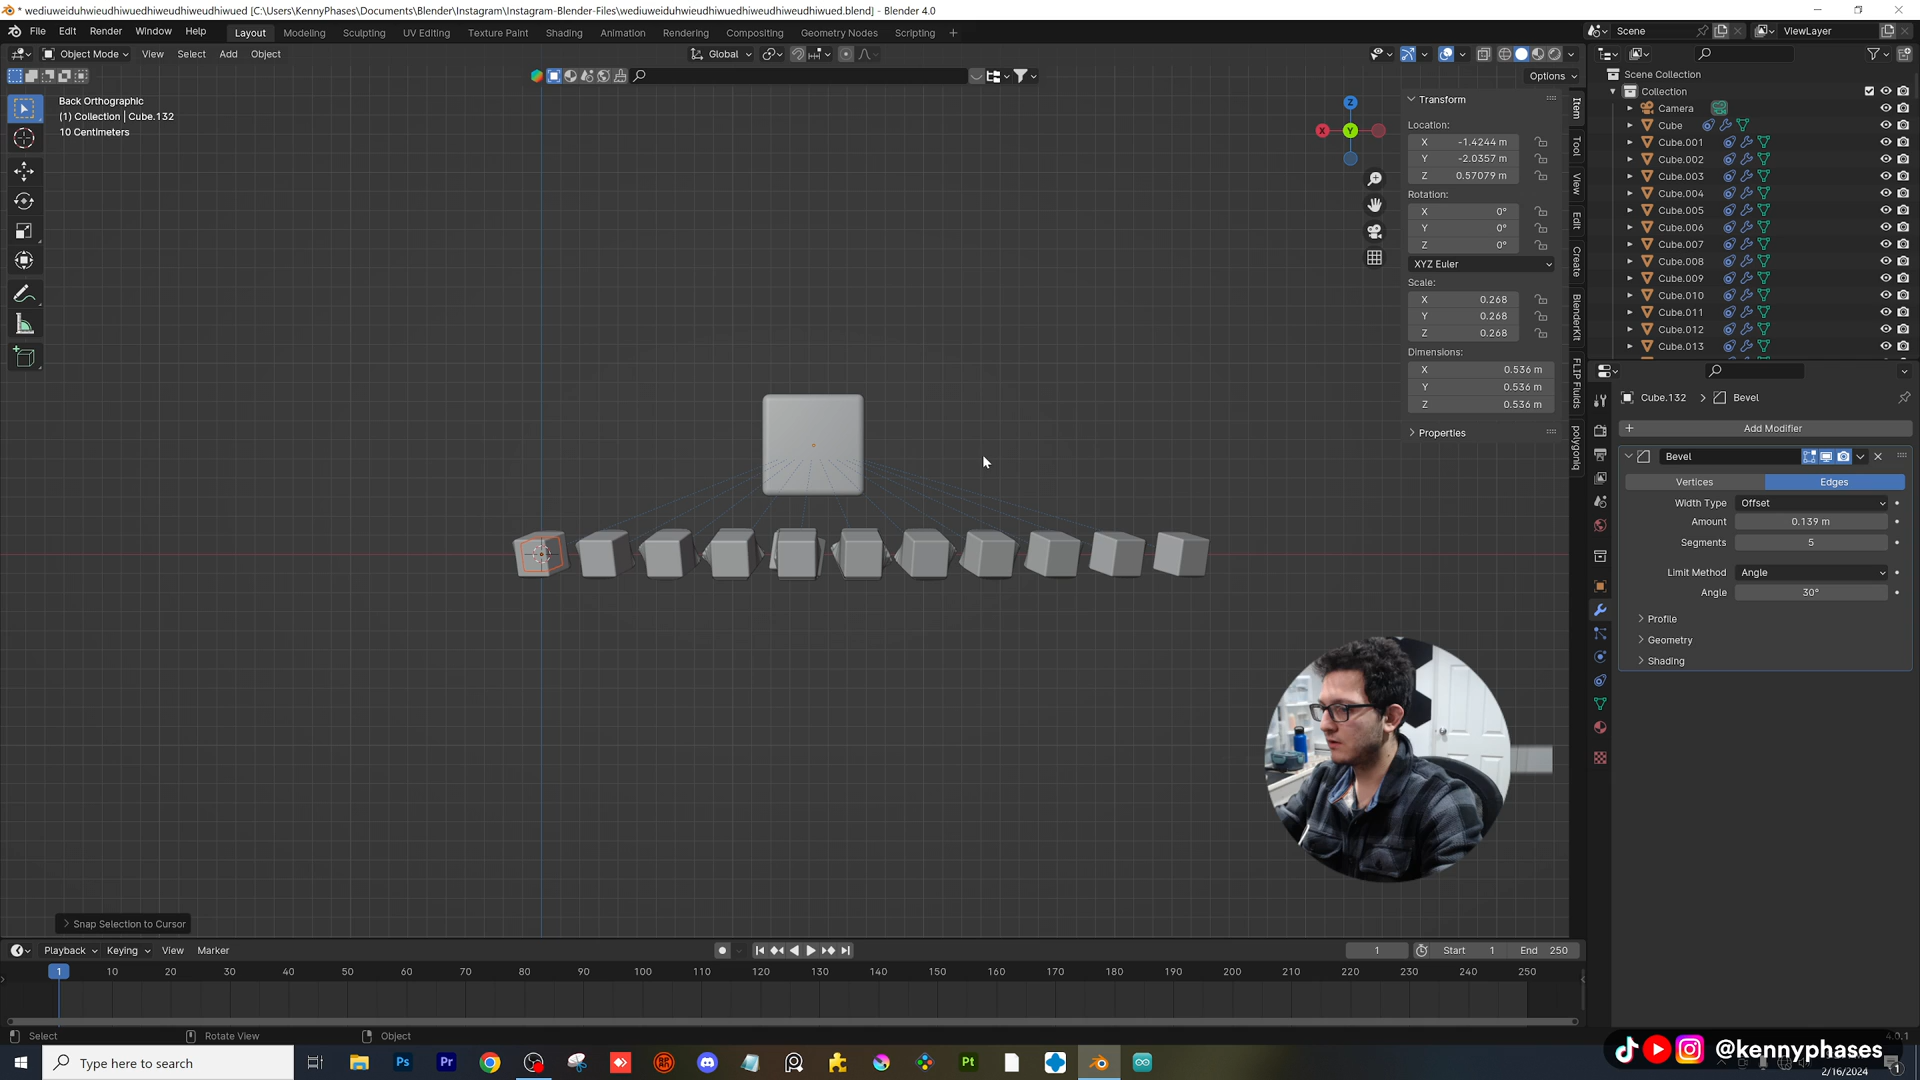 * wediuweiduhwieudhiwuedhiweudhiweudhiweudhiwued [C:\Users\KennyPhases\Documents\Blender\Instagram\Instagram-Blender-Files\wediuweiduhwieudhiwuedhiweudhiweudhiweudhiwued.blend] - Blender 4.0
File Edit Render Window Help Layout Modeling Sculpting UV Editing Texture Paint Shading Animation Rendering Compositing Geometry Nodes Scripting + Scene ViewLayer
Object Mode View Select Add Object Global
Options
Back Orthographic
(1) Collection | Cube.132
10 Centimeters
Z
X
Y
Transform
Location:
X -1.4244 m
Y -2.0357 m
Z 0.57079 m
Rotation:
X 0°
Y 0°
Z 0°
XYZ Euler
Scale:
X 0.268
Y 0.268
Z 0.268
Dimensions:
X 0.536 m
Y 0.536 m
Z 0.536 m
Properties
Item
Tool
View
Edit
Create
BlenderKit
FLIP Fluids
polygoniq
Scene Collection
Collection
Camera
Cube
Cube.001
Cube.002
Cube.003
Cube.004
Cube.005
Cube.006
Cube.007
Cube.008
Cube.009
Cube.010
Cube.011
Cube.012
Cube.013
Cube.132 > Bevel
+ Add Modifier
Bevel
Vertices Edges
Width Type Offset
Amount 0.139 m
Segments 5
Limit Method Angle
Angle 30°
Profile
Geometry
Shading
Snap Selection to Cursor
Playback Keying View Marker 1 Start 1 End 250
1 10 20 30 40 50 60 70 80 90 100 110 120 130 140 150 160 170 180 190 200 210 220 230 240 250
Select Rotate View Object 4.0.1
Type here to search Ps Pr Pt
@kennyphases
2/16/2024
1